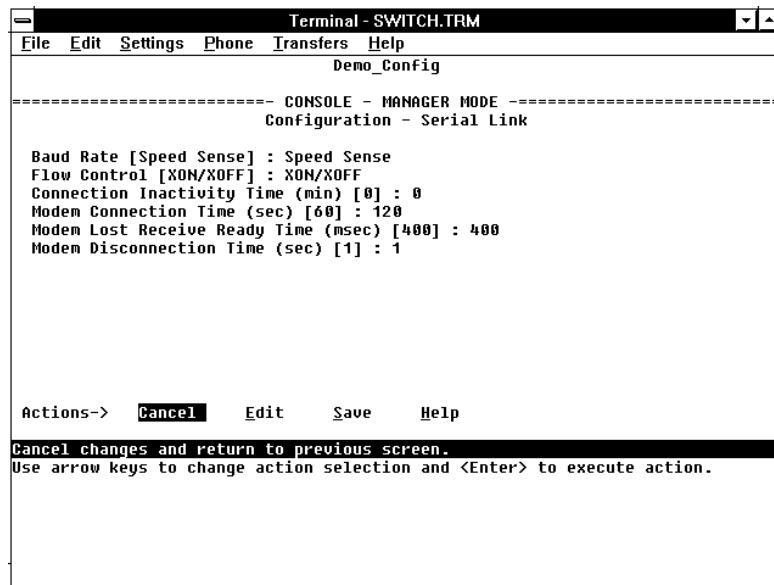 Terminal - SWITCH.TRM
File Edit Settings Phone Transfers Help
Demo_Config
==========================- CONSOLE - MANAGER MODE -===========================
Configuration - Serial Link
Baud Rate [Speed Sense] : Speed Sense
Flow Control [XON/XOFF] : XON/XOFF
Connection Inactivity Time (min) [0] : 0
Modem Connection Time (sec) [60] : 120
Modem Lost Receive Ready Time (msec) [400] : 400
Modem Disconnection Time (sec) [1] : 1
Actions-> Cancel Edit Save Help
Cancel changes and return to previous screen.
Use arrow keys to change action selection and <Enter> to execute action.